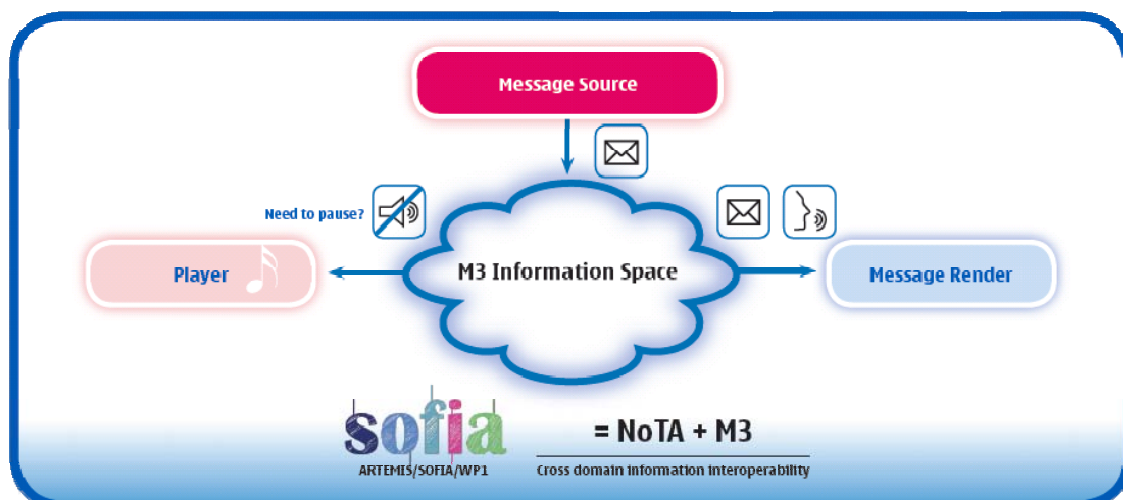 Message Source
Need to pause?
Player
M3 Information Space
Message Render
sofia
= NoTA + M3
ARTEMIS/SOFIA/WP1
Cross domain information interoperability